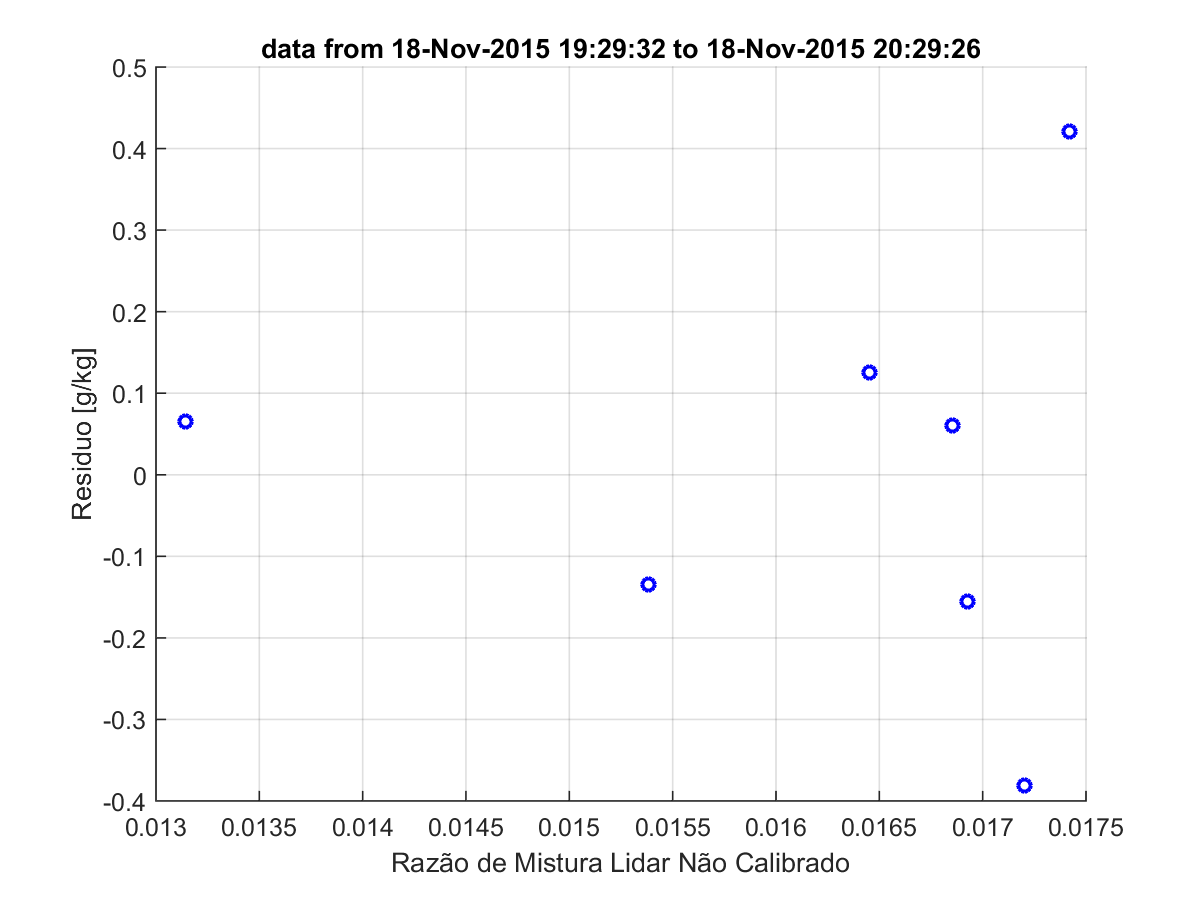 data from 18-Nov-2015 19:29:32 to 18-Nov-2015 20:29:26
0.5
0.4
0.3
0.2
0.1
0
-0.1
-0.2
-0.3
-0.4
Residuo [g/kg]
0.013 0.0135 0.014 0.0145 0.015 0.0155 0.016 0.0165 0.017 0.0175
Razão de Mistura Lidar Não Calibrado